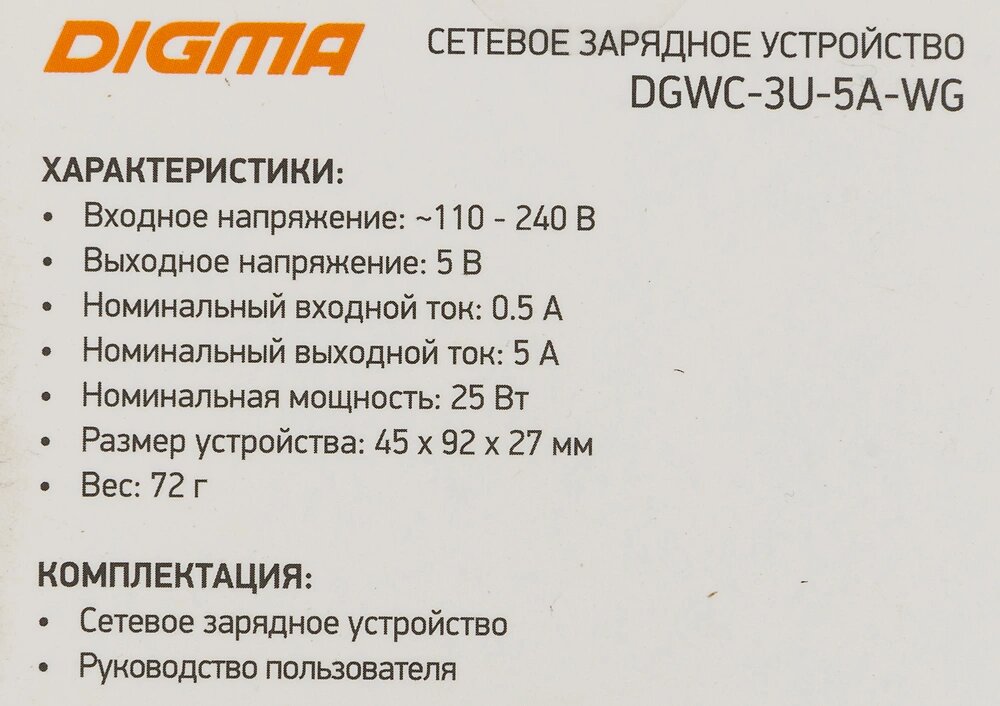 DIGMA
СЕТЕВОЕ ЗАРЯДНОЕ УСТРОЙСТВО
DGWC-3U-5A-WG
ХАРАКТЕРИСТИКИ:
• Входное напряжение: ~110 - 240 В
• Выходное напряжение: 5 В
• Номинальный входной ток: 0.5 А
• Номинальный выходной ток: 5 А
• Номинальная мощность: 25 Вт
• Размер устройства: 45 x 92 x 27 мм
• Вес: 72 г
КОМПЛЕКТАЦИЯ:
• Сетевое зарядное устройство
• Руководство пользователя